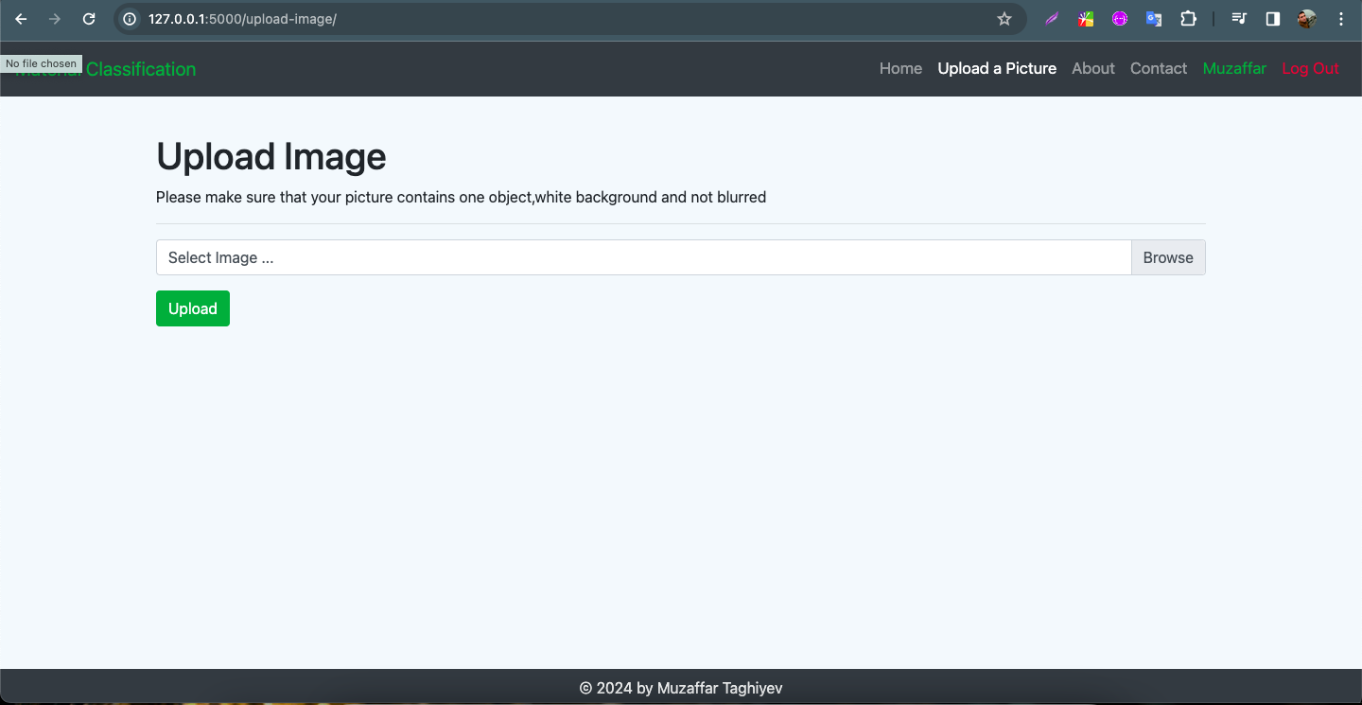 127.0.0.1:5000/upload-image/
No file chosen
Material Classification
Home Upload a Picture About Contact Muzaffar Log Out
Upload Image
Please make sure that your picture contains one object,white background and not blurred
Select Image ... Browse
Upload
© 2024 by Muzaffar Taghiyev